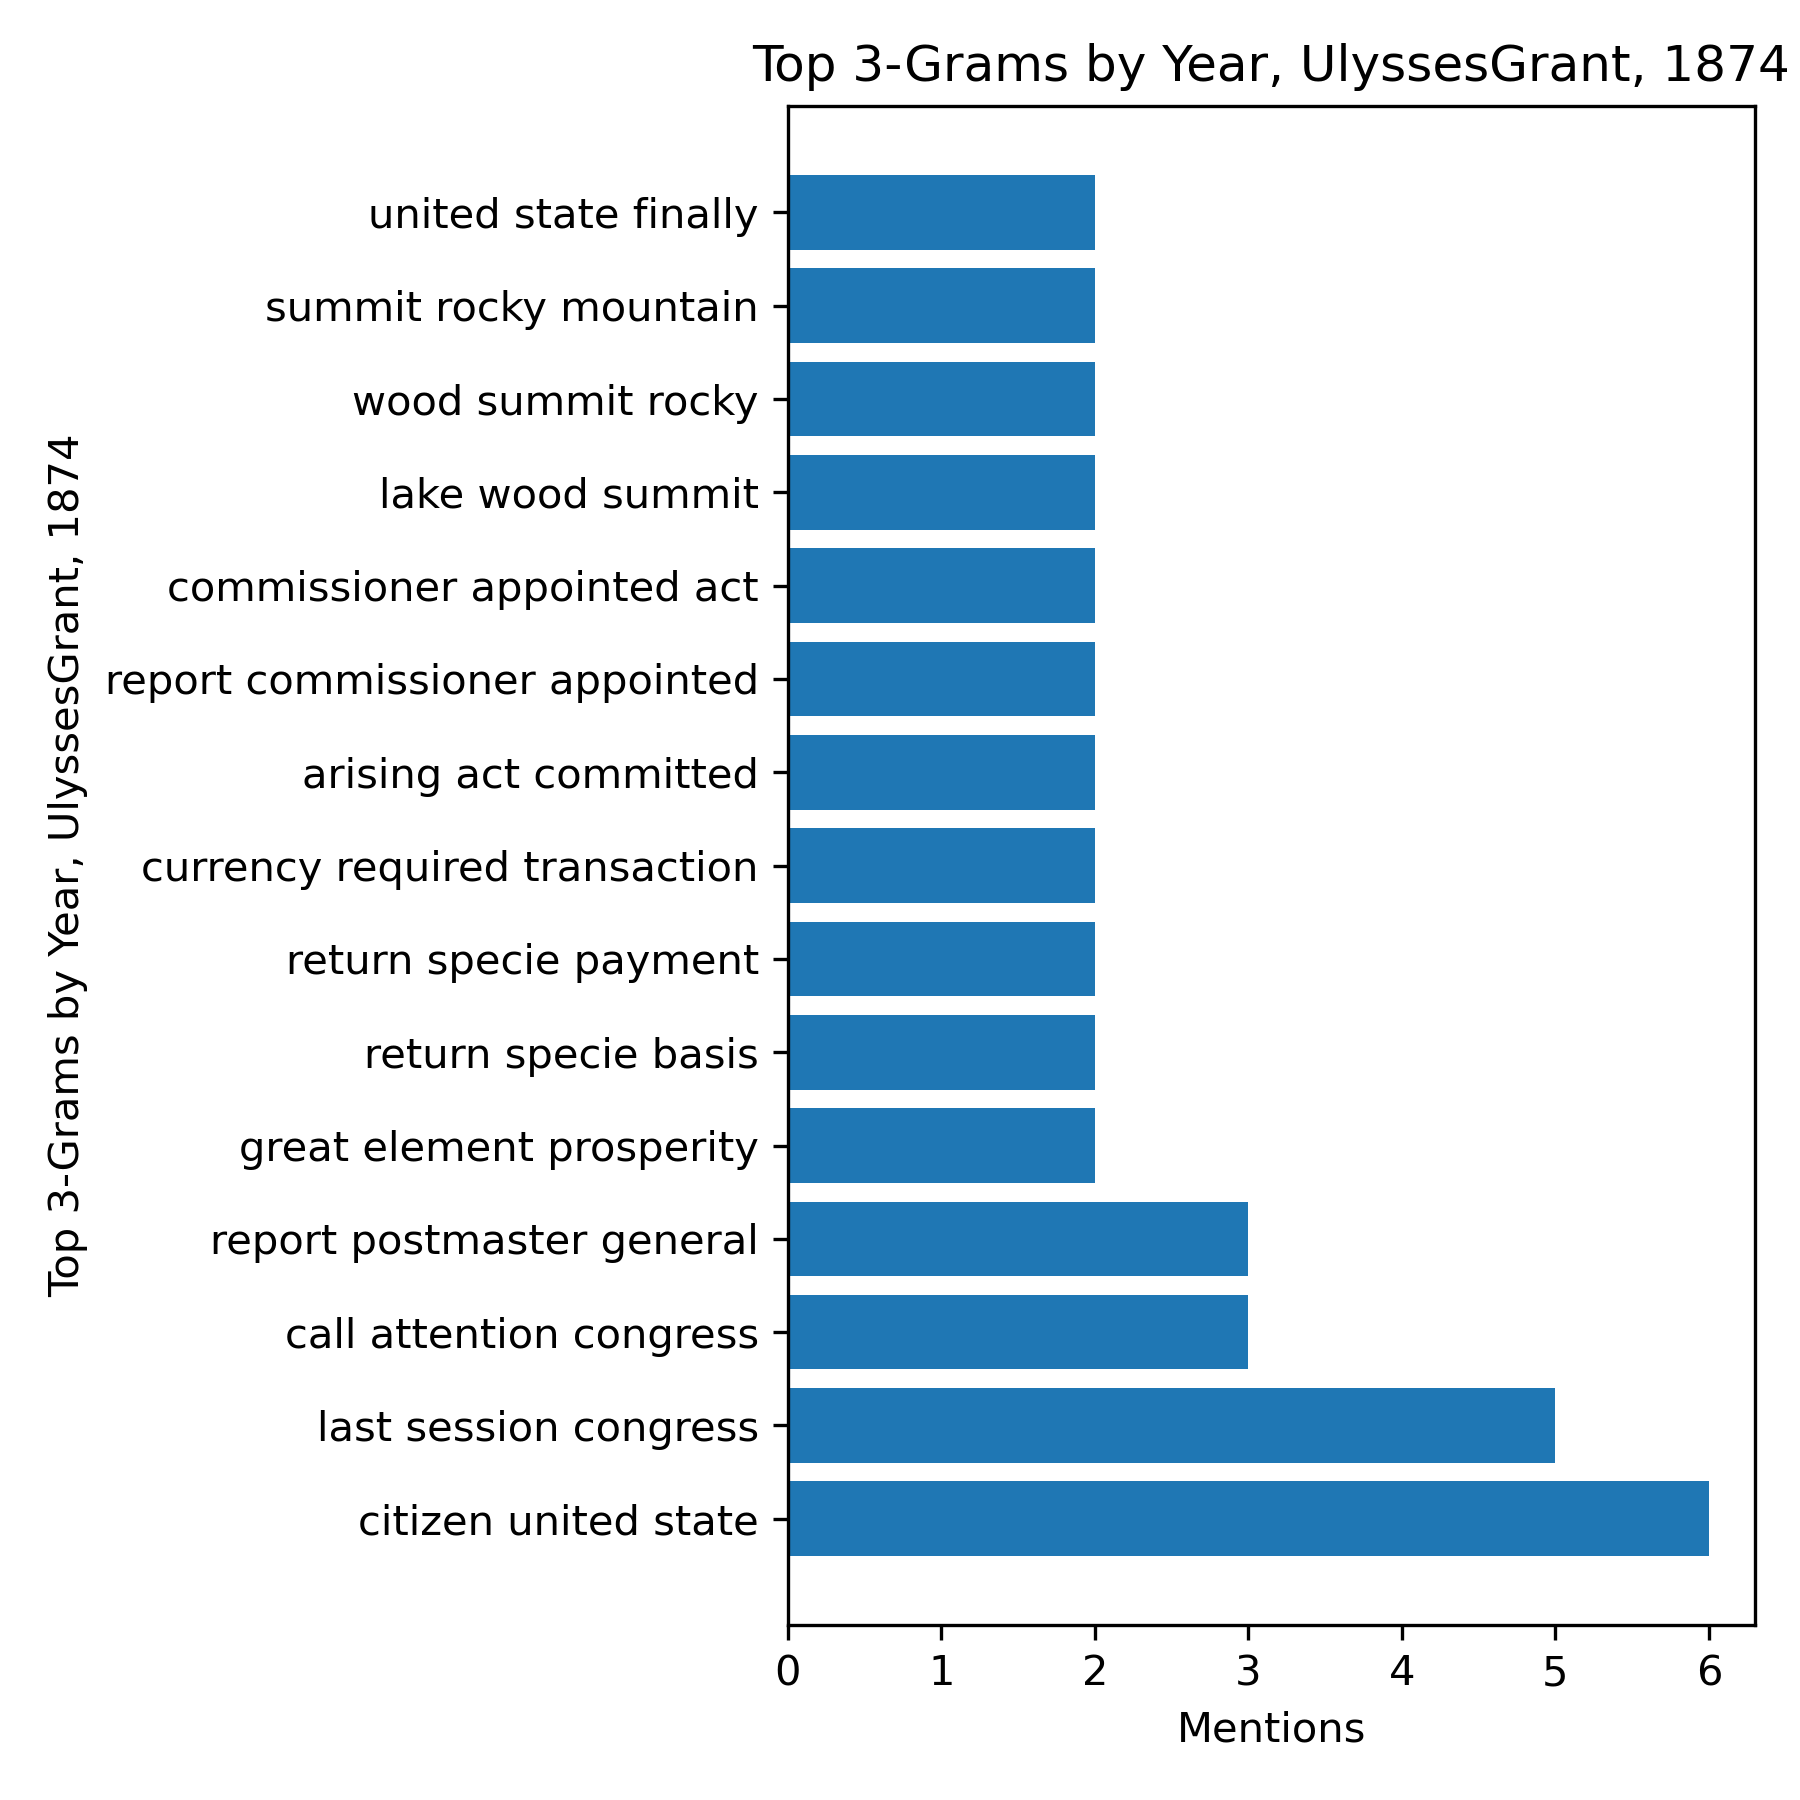 Top 3-Grams by Year, UlyssesGrant, 1874
Top 3-Grams by Year, UlyssesGrant, 1874
united state finally
summit rocky mountain
wood summit rocky
lake wood summit
commissioner appointed act
report commissioner appointed
arising act committed
currency required transaction
return specie payment
return specie basis
great element prosperity
report postmaster general
call attention congress
last session congress
citizen united state
0 1 2 3 4 5 6
Mentions